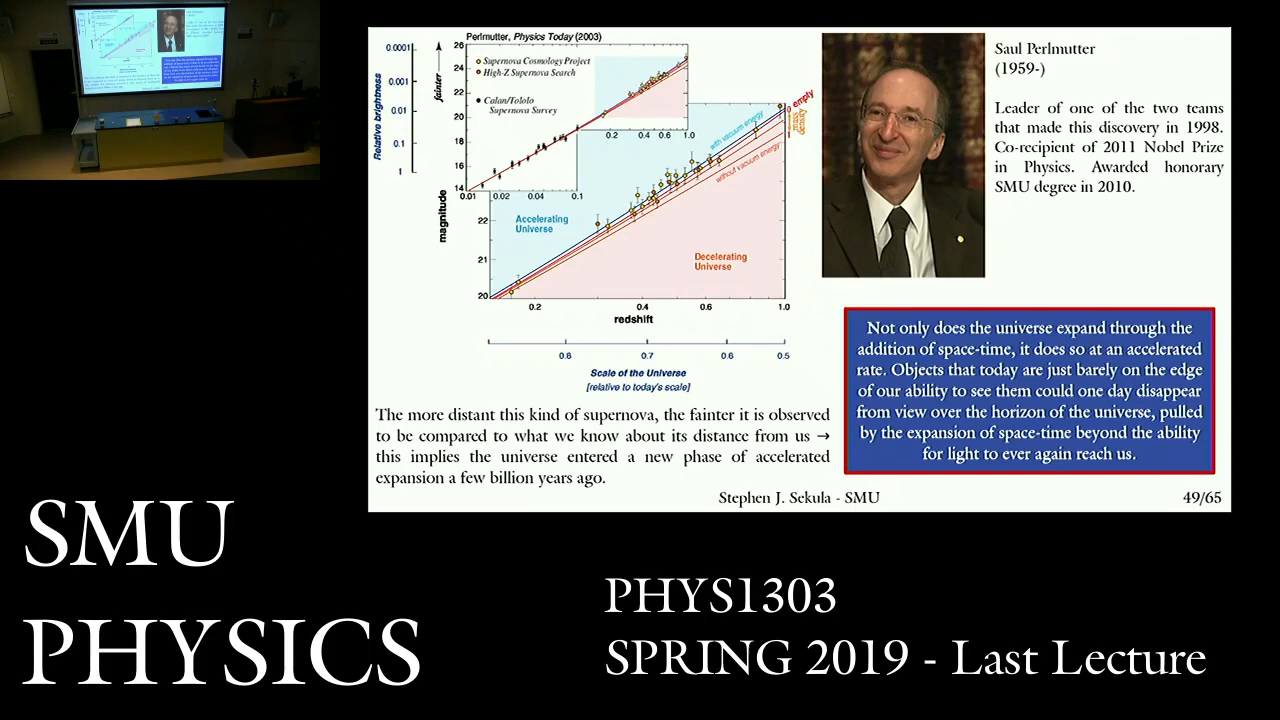 Perlmutter, Physics Today (2003)
0.0001
0.001
0.01
0.1
1
Relative brightness
fainter
26
24
22
20
18
16
14
Supernova Cosmology Project
High-Z Supernova Search
Calan/Tololo
Supernova Survey
0.01
0.02
0.04
0.1
0.2
0.4
0.6
1.0
magnitude
22
21
20
Accelerating
Universe
Decelerating
Universe
with vacuum energy
without vacuum energy
0
empty
mass
density
0.2
0.4
0.6
1.0
redshift
0.8
0.7
0.6
0.5
Scale of the Universe
[relative to today's scale]
Saul Perlmutter
(1959-)
Leader of one of the two teams
that made this discovery in 1998.
Co-recipient of 2011 Nobel Prize
in Physics. Awarded honorary
SMU degree in 2010.
Not only does the universe expand through the
addition of space-time, it does so at an accelerated
rate. Objects that today are just barely on the edge
of our ability to see them could one day disappear
from view over the horizon of the universe, pulled
by the expansion of space-time beyond the ability
for light to ever again reach us.
The more distant this kind of supernova, the fainter it is observed
to be compared to what we know about its distance from us →
this implies the universe entered a new phase of accelerated
expansion a few billion years ago.
Stephen J. Sekula - SMU
49/65
SMU
PHYSICS
PHYS1303
SPRING 2019 - Last Lecture